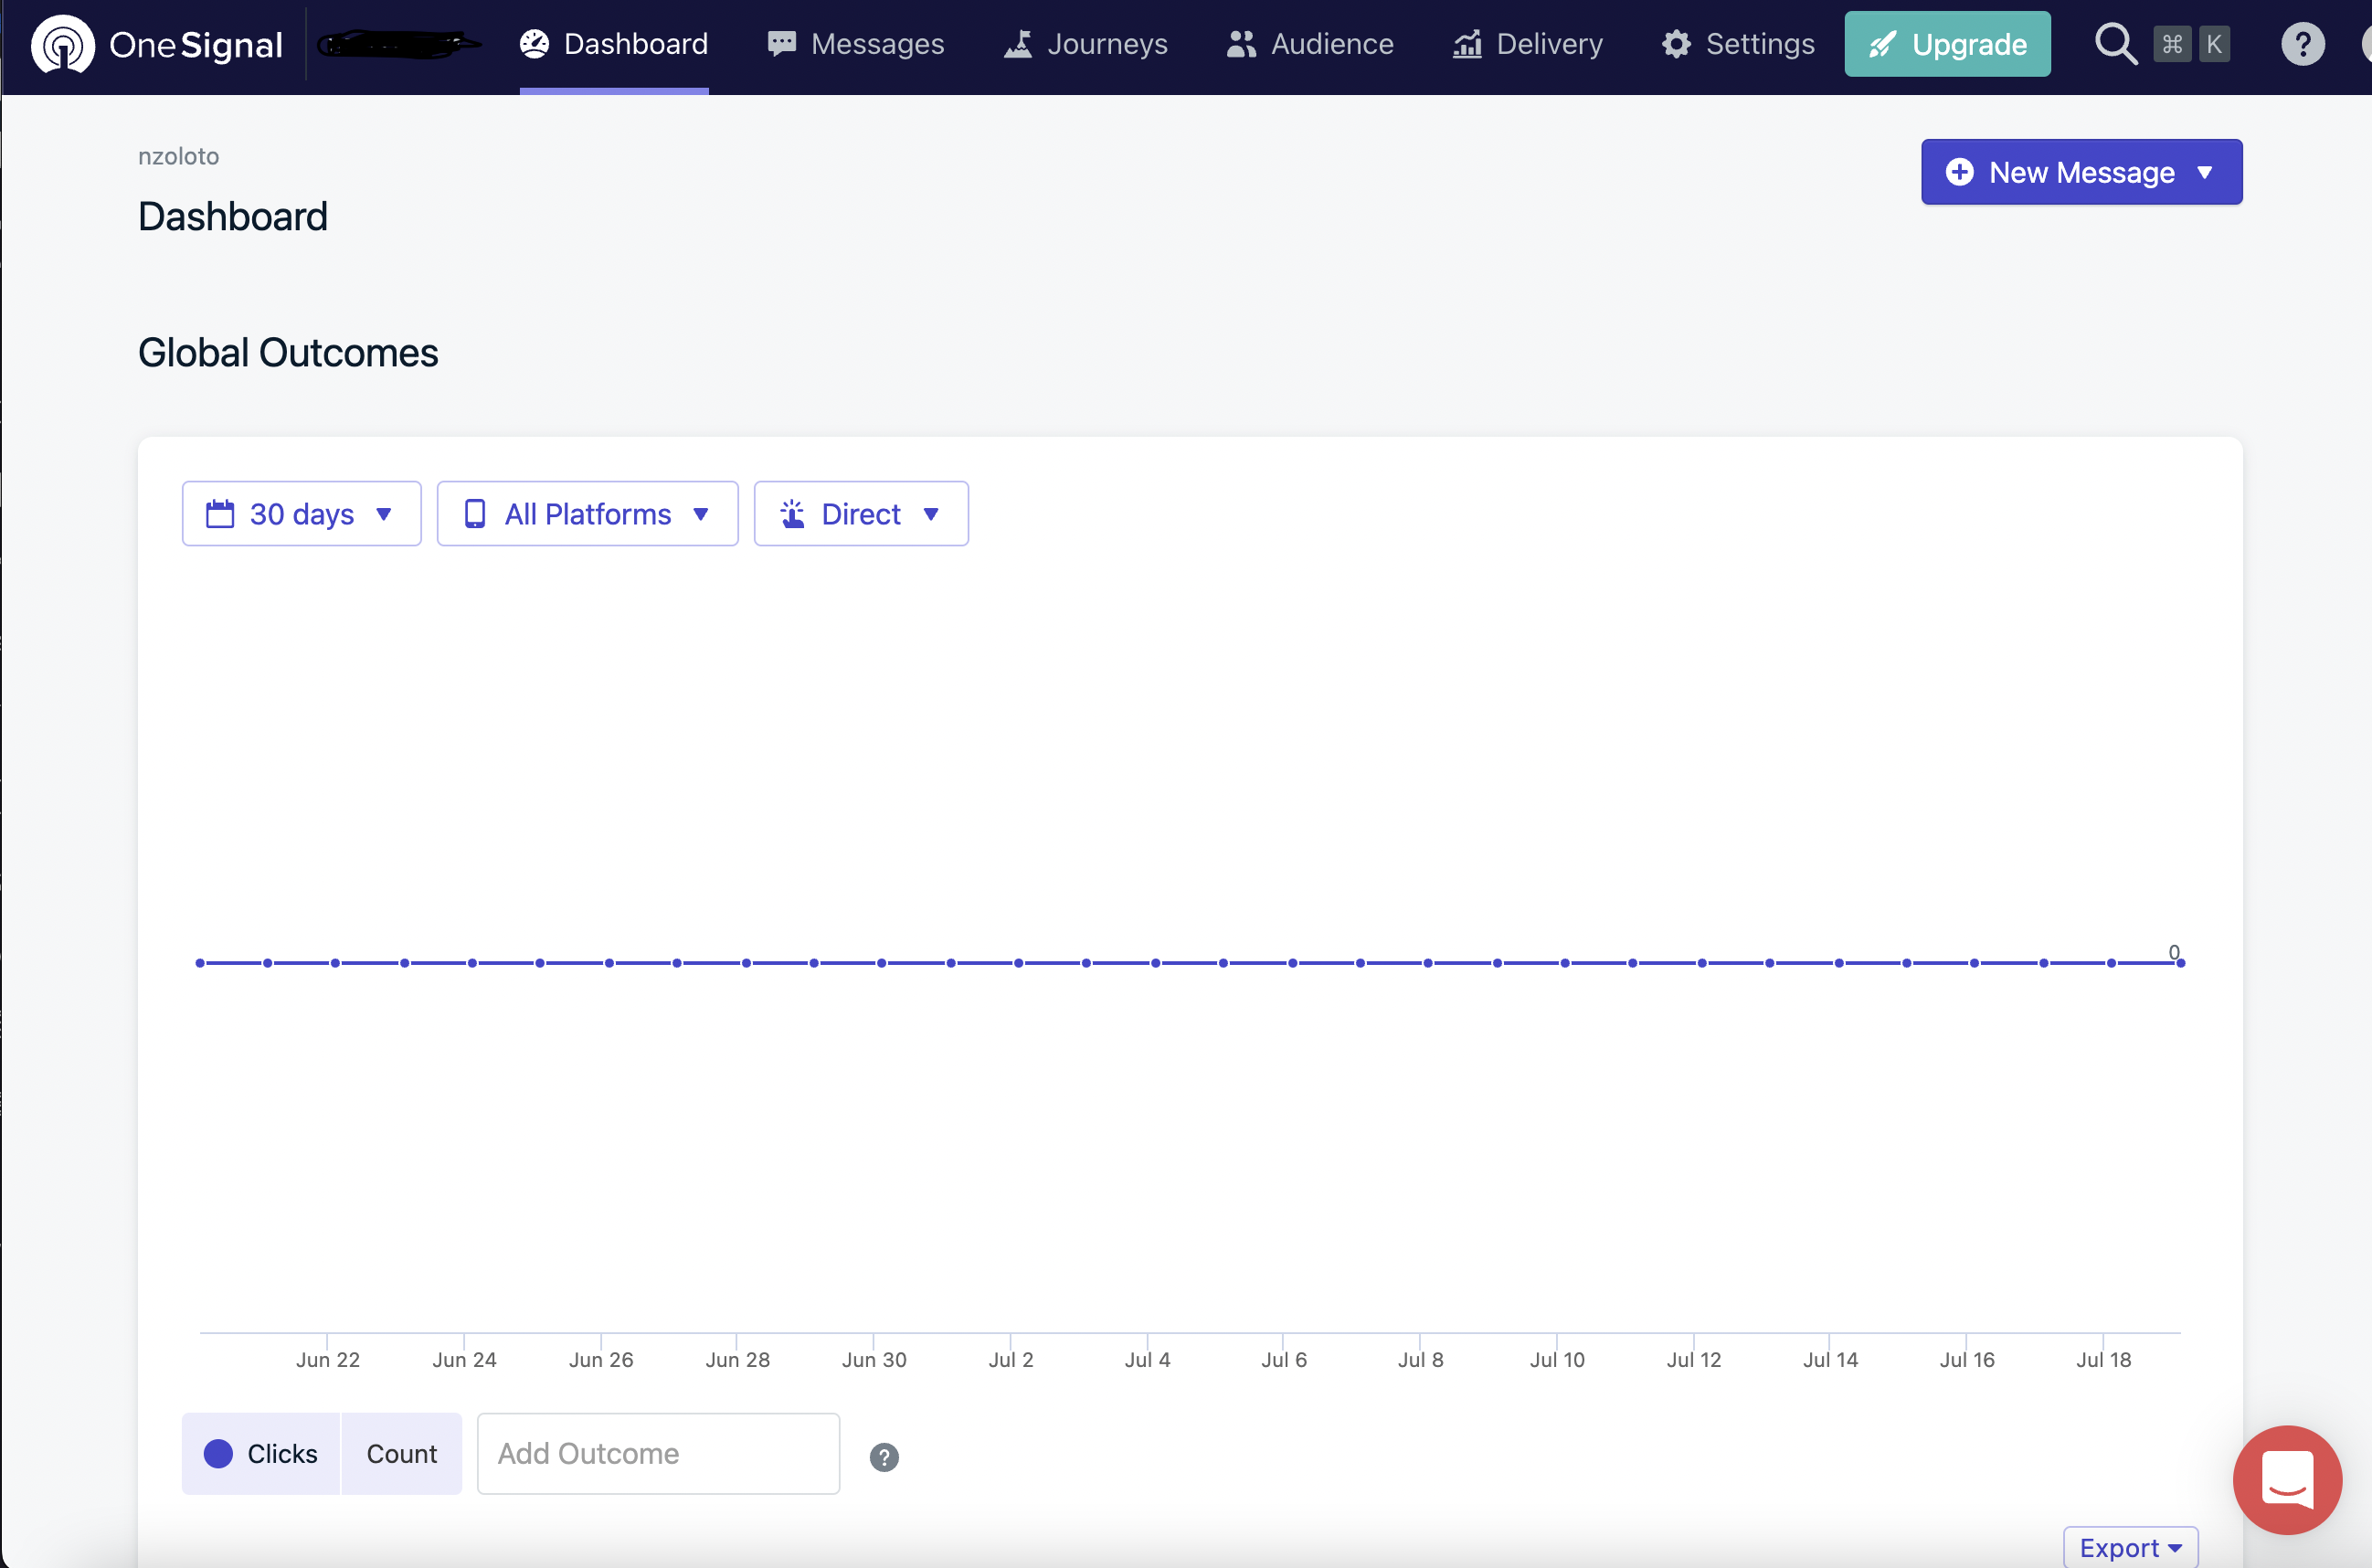 OneSignal Dashboard Messages Journeys Audience Delivery Settings Upgrade ⌘ K ?
nzoloto
New Message
Dashboard
Global Outcomes
30 days All Platforms Direct
0
Jun 22 Jun 24 Jun 26 Jun 28 Jun 30 Jul 2 Jul 4 Jul 6 Jul 8 Jul 10 Jul 12 Jul 14 Jul 16 Jul 18
Clicks Count Add Outcome ?
Export